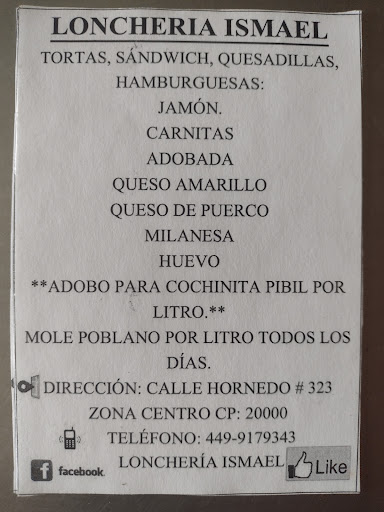 LONCHERIA ISMAEL
TORTAS, SÁNDWICH, QUESADILLAS,
HAMBURGUESAS:
JAMÓN.
CARNITAS
ADOBADA
QUESO AMARILLO
QUESO DE PUERCO
MILANESA
HUEVO
**ADOBO PARA COCHINITA PIBIL POR
LITRO.**
MOLE POBLANO POR LITRO TODOS LOS
DÍAS.
DIRECCIÓN: CALLE HORNEDO # 323
ZONA CENTRO CP: 20000
TELÉFONO: 449-9179343
f facebook. LONCHERÍA ISMAEL Like